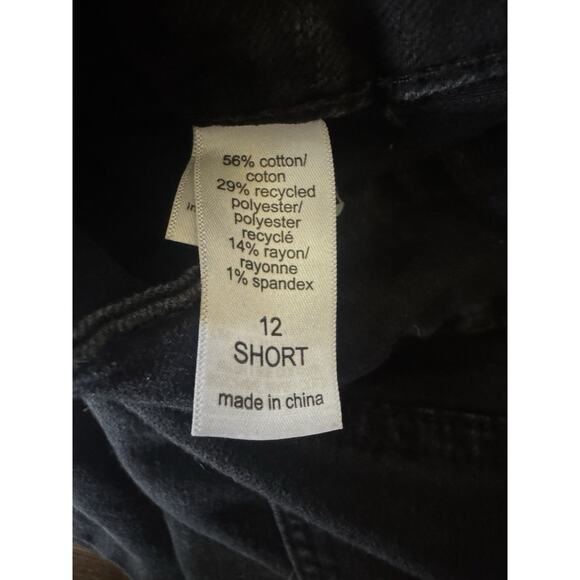 56% cotton/
coton
29% recycled
polyester/
polyester
recyclé
14% rayon/
rayonne
1% spandex
12
SHORT
made in china